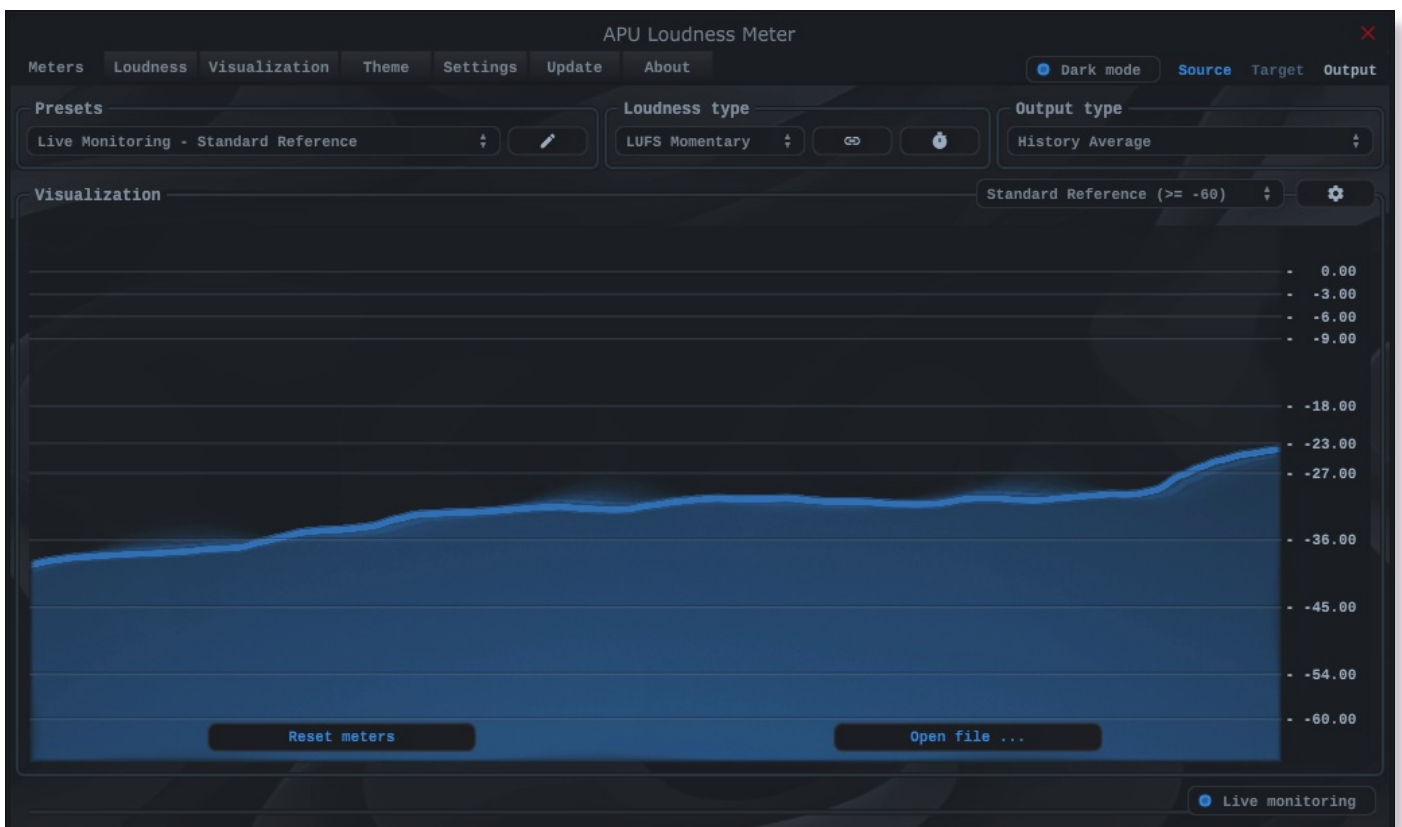 APU Loudness Meter
Meters Loudness Visualization Theme Settings Update About Dark mode Source Target Output
Presets Loudness type Output type
Live Monitoring - Standard Reference LUFS Momentary History Average
Visualization Standard Reference (>= -60)
- 0.00
- -3.00
- -6.00
- -9.00
- -18.00
- -23.00
- -27.00
- -36.00
- -45.00
- -54.00
- -60.00
Reset meters Open file ...
Live monitoring